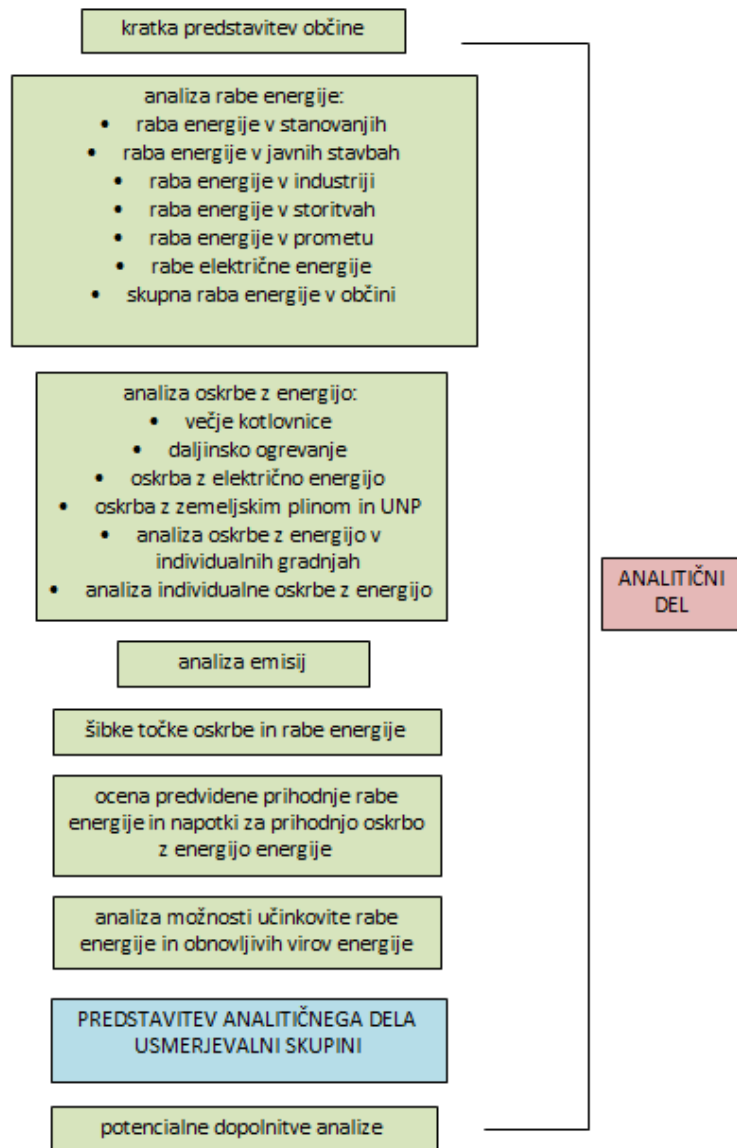 kratka predstavitev občine
analiza rabe energije:
• raba energije v stanovanjih
• raba energije v javnih stavbah
• raba energije v industriji
• raba energije v storitvah
• raba energije v prometu
• rabe električne energije
• skupna raba energije v občini
analiza oskrbe z energijo:
• večje kotlovnice
• daljinsko ogrevanje
• oskrba z električno energijo
• oskrba z zemeljskim plinom in UNP
• analiza oskrbe z energijo v
individualnih gradnjah
• analiza individualne oskrbe z energijo
analiza emisij
šibke točke oskrbe in rabe energije
ocena predvidene prihodnje rabe
energije in napotki za prihodnjo oskrbo
z energijo energije
analiza možnosti učinkovite rabe
energije in obnovljivih virov energije
PREDSTAVITEV ANALITIČNEGA DELA
USMERJEVALNI SKUPINI
potencialne dopolnitve analize
ANALITIČNI
DEL